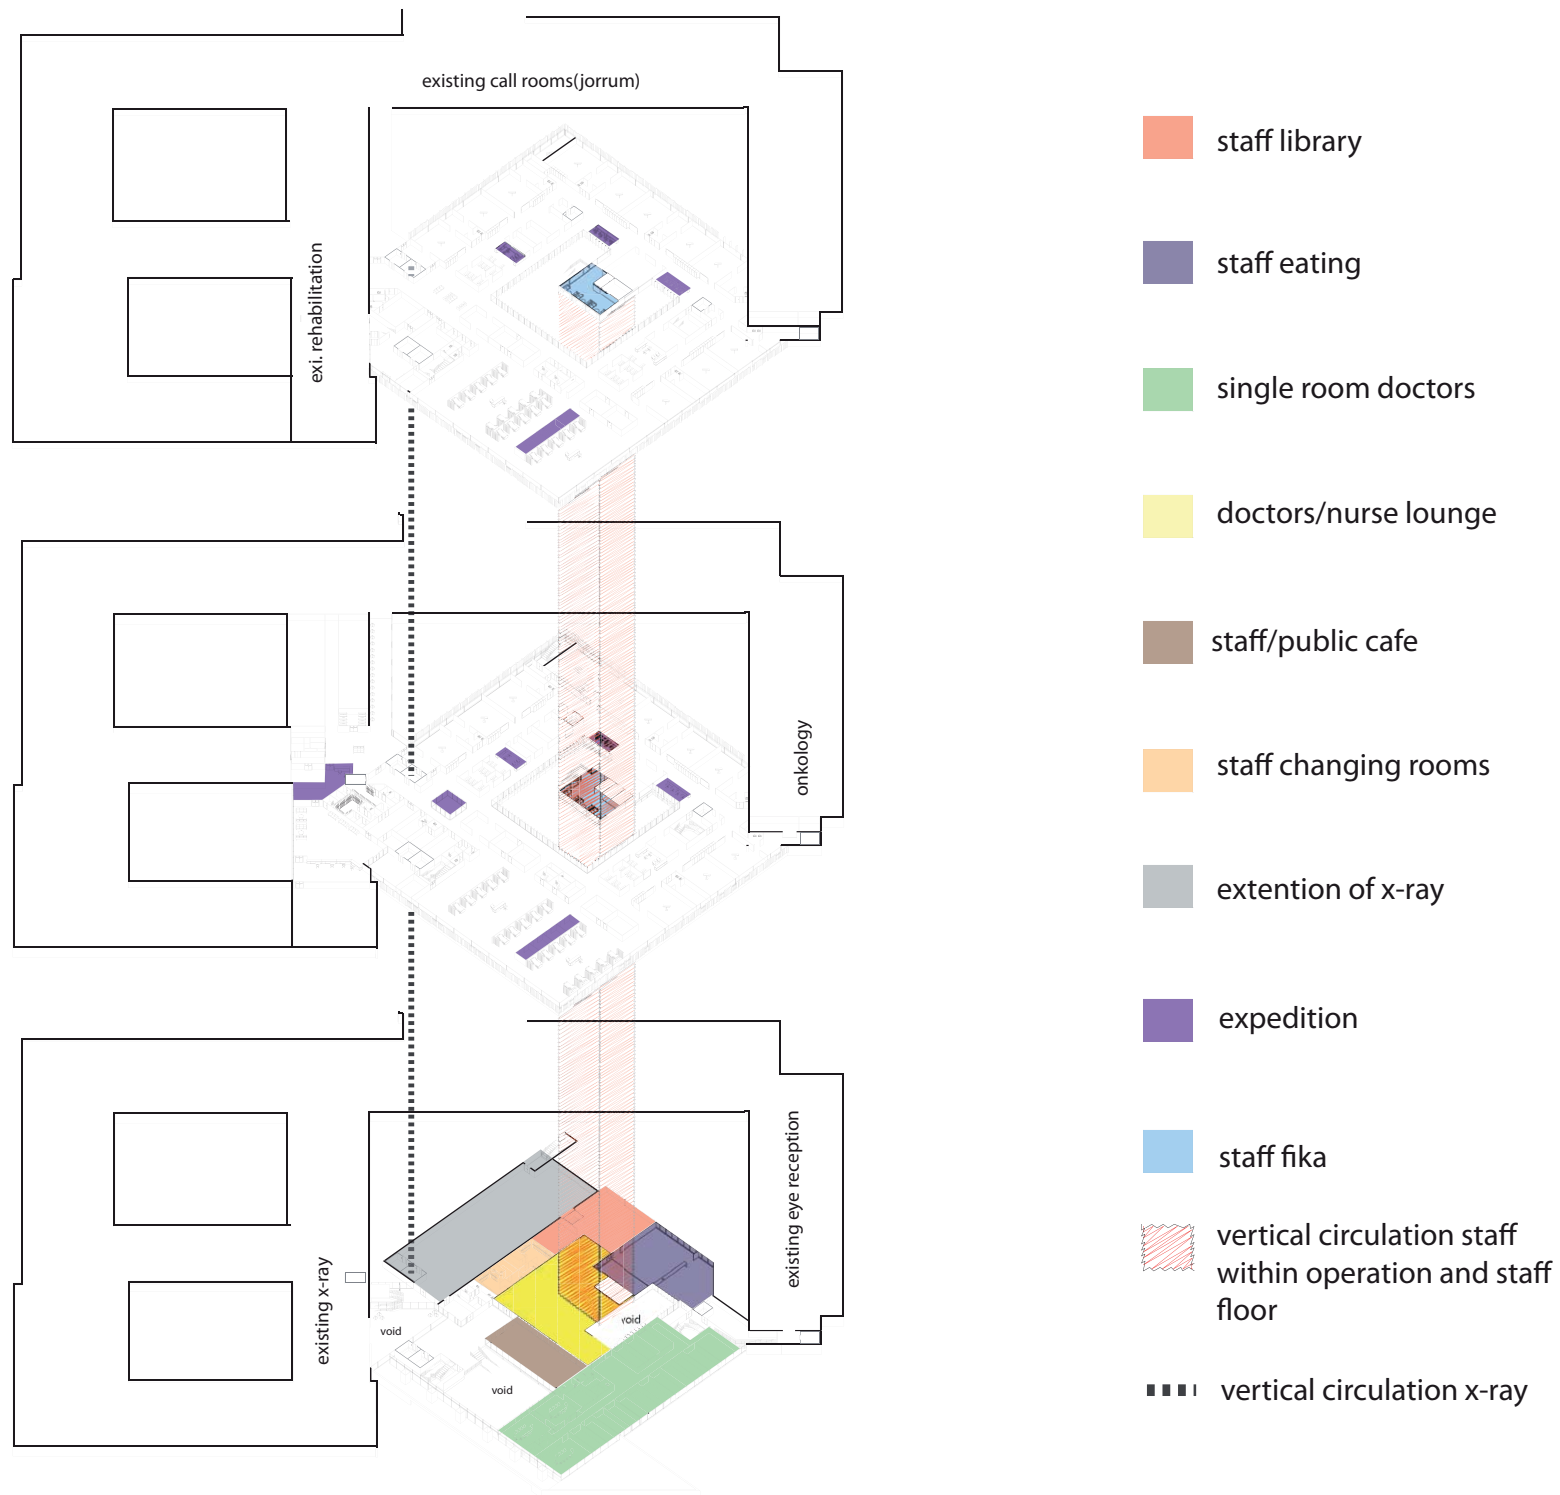 existing call rooms(jorrum)
exi. rehabilitation
onkology
existing eye reception
existing x-ray
void
void
void
staff library
staff eating
single room doctors
doctors/nurse lounge
staff/public cafe
staff changing rooms
extention of x-ray
expedition
staff fika
vertical circulation staff
within operation and staff
floor
vertical circulation x-ray